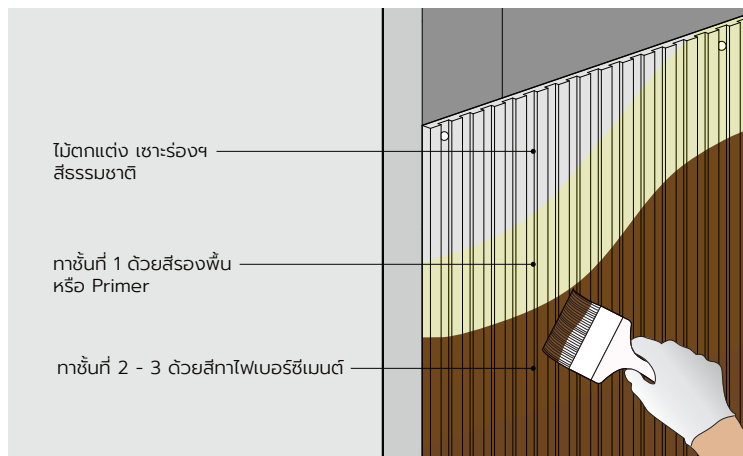 ไม้ตกแต่ง เซาะร่องฯ
สีธรรมชาติ
ทาชั้นที่ 1 ด้วยสีรองพื้น
หรือ Primer
ทาชั้นที่ 2 - 3 ด้วยสีทาไฟเบอร์ซีเมนต์